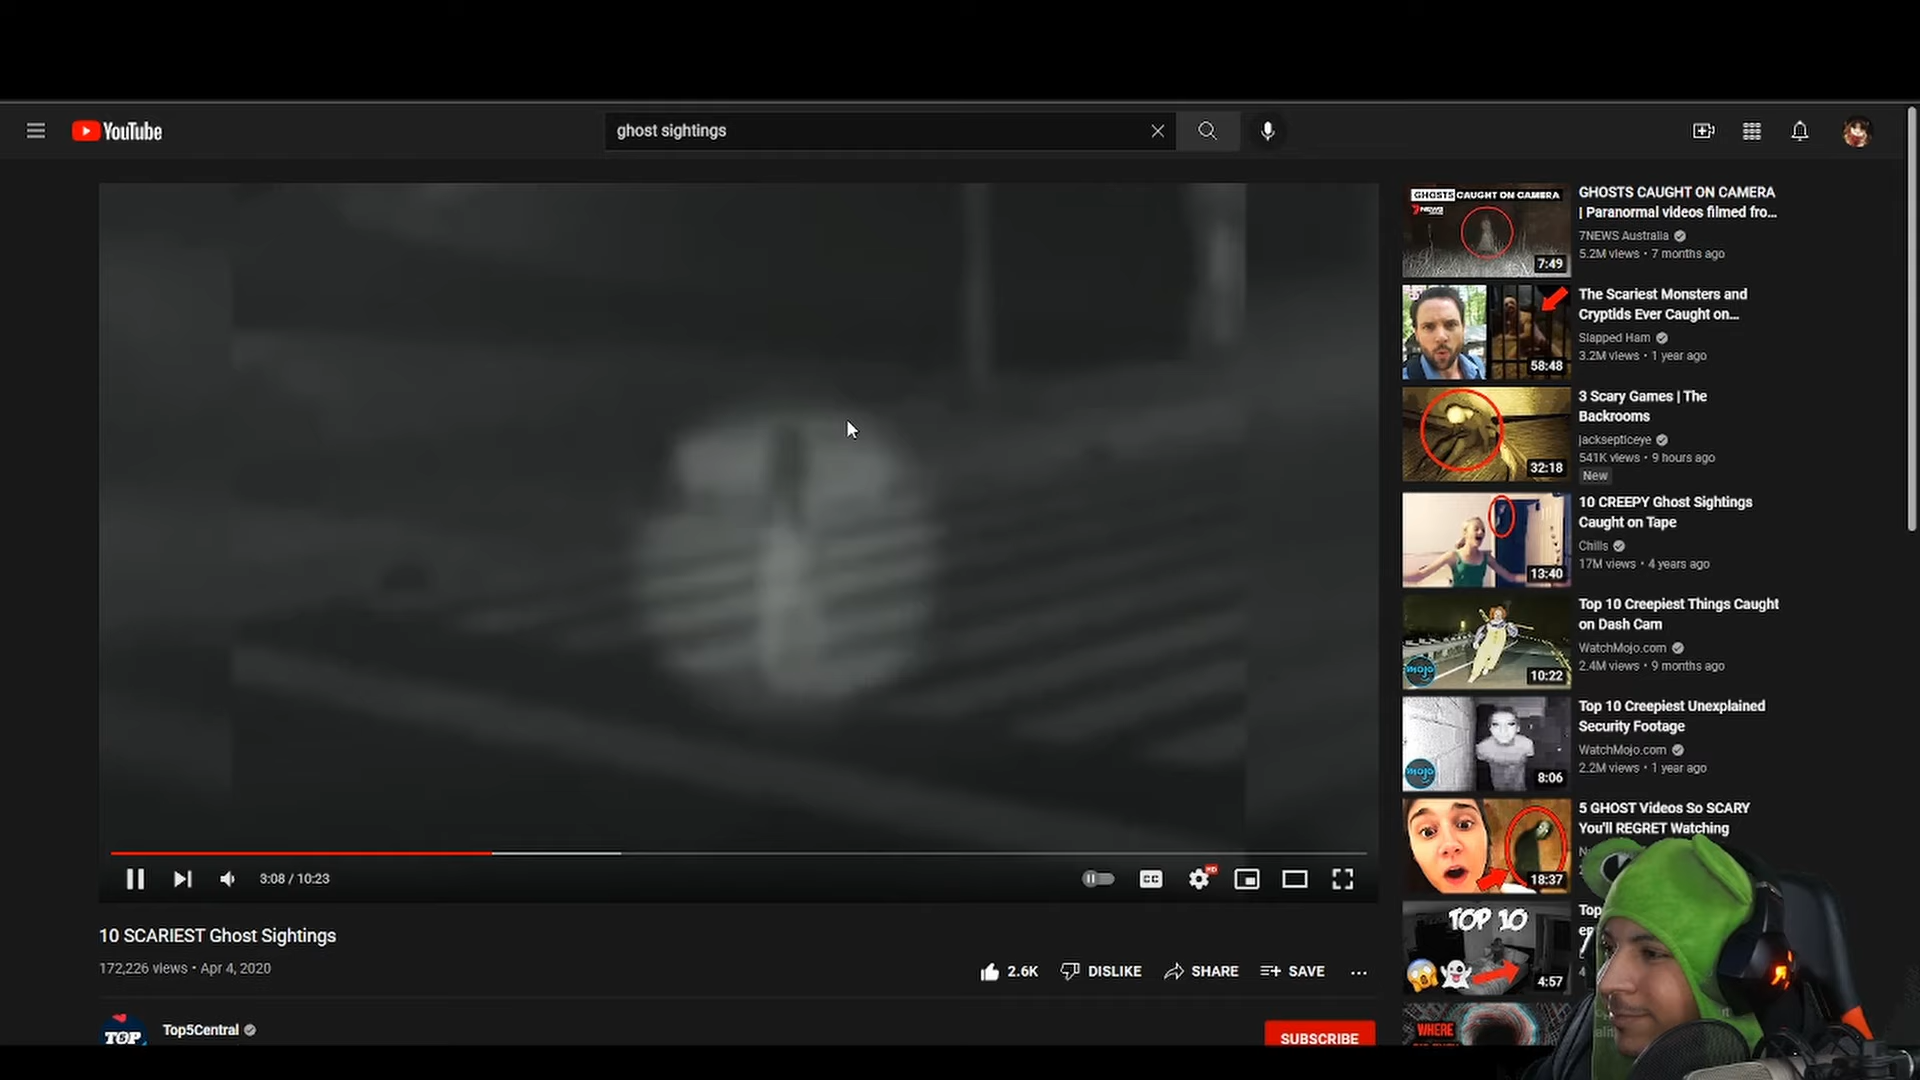 YouTube
ghost sightings
3:08 / 10:23
CC
HD
10 SCARIEST Ghost Sightings
172,226 views • Apr 4, 2020
2.6K
DISLIKE
SHARE
SAVE
TOP
Top5Central
SUBSCRIBE
GHOSTS CAUGHT ON CAMERA
7NEWS
7:49
GHOSTS CAUGHT ON CAMERA
| Paranormal videos filmed fro...
7NEWS Australia
5.2M views • 7 months ago
58:48
The Scariest Monsters and
Cryptids Ever Caught on...
Slapped Ham
3.2M views • 1 year ago
32:18
3 Scary Games | The
Backrooms
jacksepticeye
541K views • 9 hours ago
New
13:40
10 CREEPY Ghost Sightings
Caught on Tape
Chills
17M views • 4 years ago
mojo
10:22
Top 10 Creepiest Things Caught
on Dash Cam
WatchMojo.com
2.4M views • 9 months ago
mojo
8:06
Top 10 Creepiest Unexplained
Security Footage
WatchMojo.com
2.2M views • 1 year ago
18:37
5 GHOST Videos So SCARY
You'll REGRET Watching
TOP 10
4:57
Top
WHERE